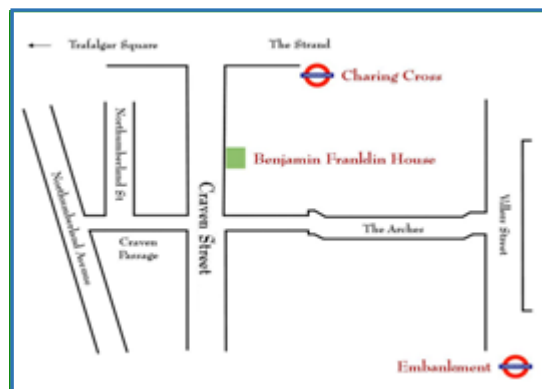 Trafalgar Square
The Strand
Charing Cross
Northumberland St
Benjamin Franklin House
Northumberland Avenue
Craven Street
Villiers Street
The Arches
Craven
Passage
Embankment